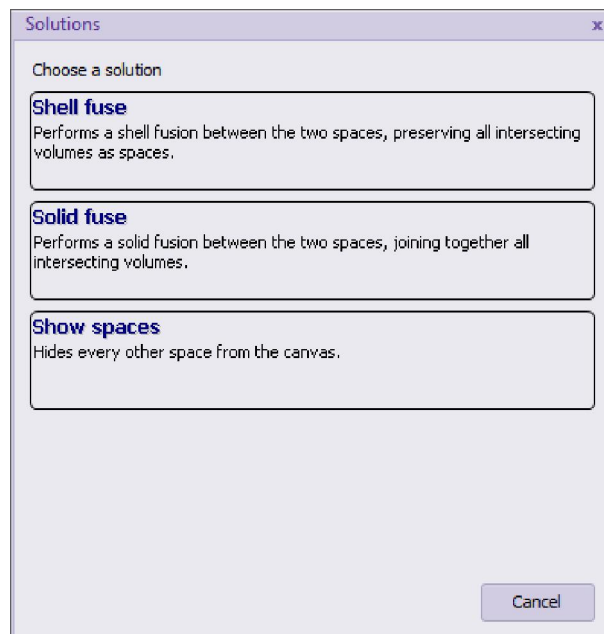 Solutions
x
Choose a solution
Shell fuse
Performs a shell fusion between the two spaces, preserving all intersecting
volumes as spaces.
Solid fuse
Performs a solid fusion between the two spaces, joining together all
intersecting volumes.
Show spaces
Hides every other space from the canvas.
Cancel